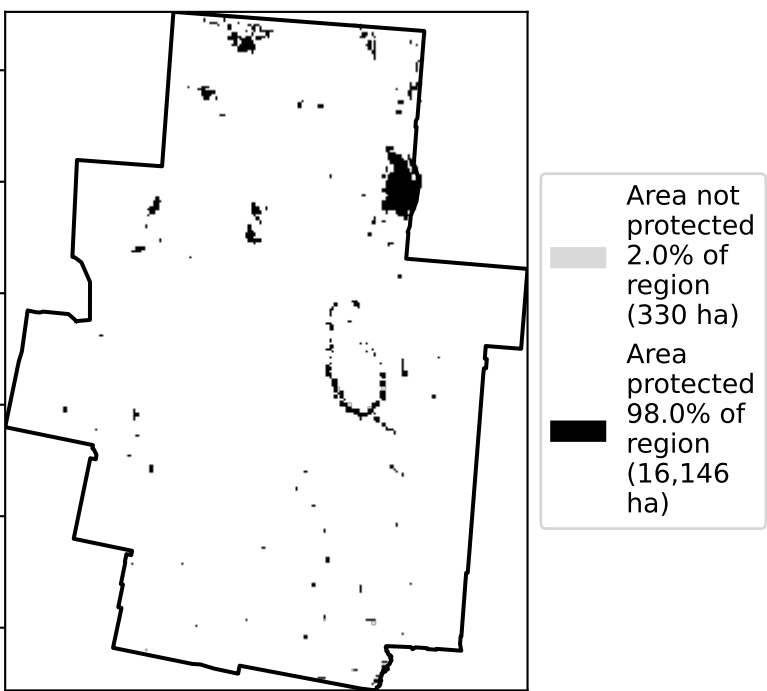 Area not
protected
2.0% of
region
(330 ha)
Area
protected
98.0% of
region
(16,146
ha)